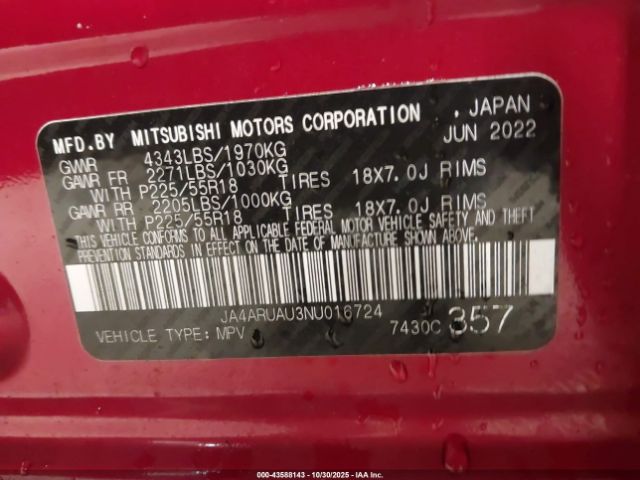 MFD.BY MITSUBISHI MOTORS CORPORATION , JAPAN
JUN 2022
GVWR 4343LBS/1970KG
GAWR FR 2271LBS/1030KG
WITH P225/55R18 TIRES 18X7.0J RIMS
GAWR RR 2205LBS/1000KG
WITH P225/55R18 TIRES 18X7.0J RIMS
THIS VEHICLE CONFORMS TO ALL APPLICABLE FEDERAL MOTOR VEHICLE SAFETY AND THEFT
PREVENTION STANDARDS IN EFFECT ON THE DATE OF MANUFACTURE SHOWN ABOVE.
JA4ARUAU3NU016724
VEHICLE TYPE: MPV 7430C 357
000-43588143 | 10/30/2025 | IAA Inc.